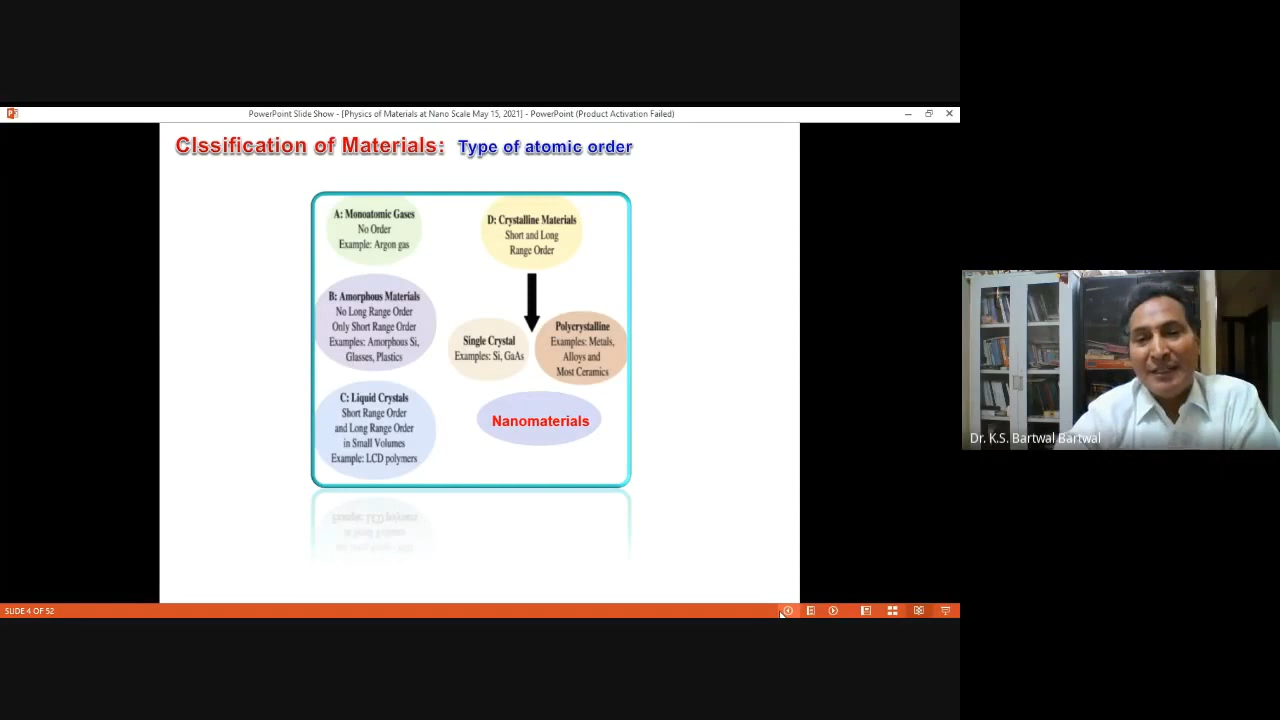 PowerPoint Slide Show - [Physics of Materials at Nano Scale May 15, 2021] - PowerPoint (Product Activation Failed)
Clssification of Materials: Type of atomic order
A: Monoatomic Gases
No Order
Example: Argon gas
B: Amorphous Materials
No Long Range Order
Only Short Range Order
Examples: Amorphous Si,
Glasses, Plastics
C: Liquid Crystals
Short Range Order
and Long Range Order
in Small Volumes
Example: LCD polymers
D: Crystalline Materials
Short and Long
Range Order
Single Crystal
Examples: Si, GaAs
Polycrystalline
Examples: Metals,
Alloys and
Most Ceramics
Nanomaterials
Dr. K.S. Bartwal Bartwal
SLIDE 4 OF 52